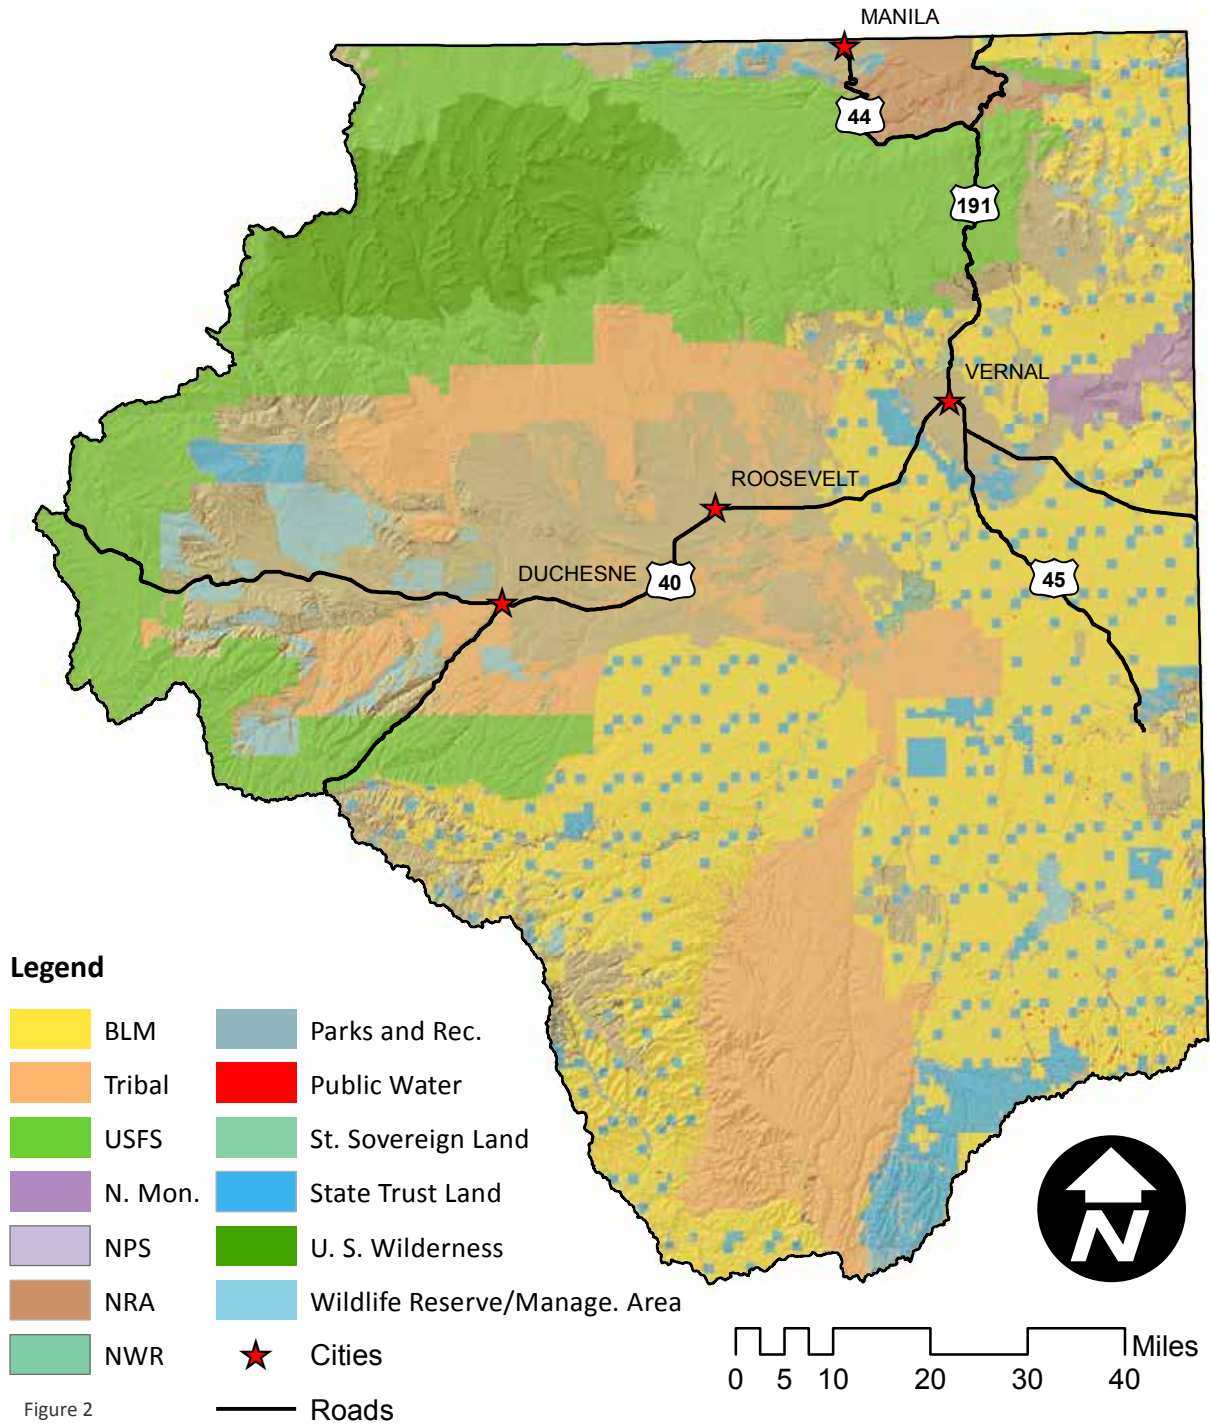 MANILA
44
191
VERNAL
ROOSEVELT
DUCHESNE
40
45
Legend
BLM
Parks and Rec.
Tribal
Public Water
USFS
St. Sovereign Land
N. Mon.
State Trust Land
NPS
U. S. Wilderness
NRA
Wildlife Reserve/Manage. Area
NWR
Cities
Roads
Figure 2
N
Miles
0 5 10 20 30 40